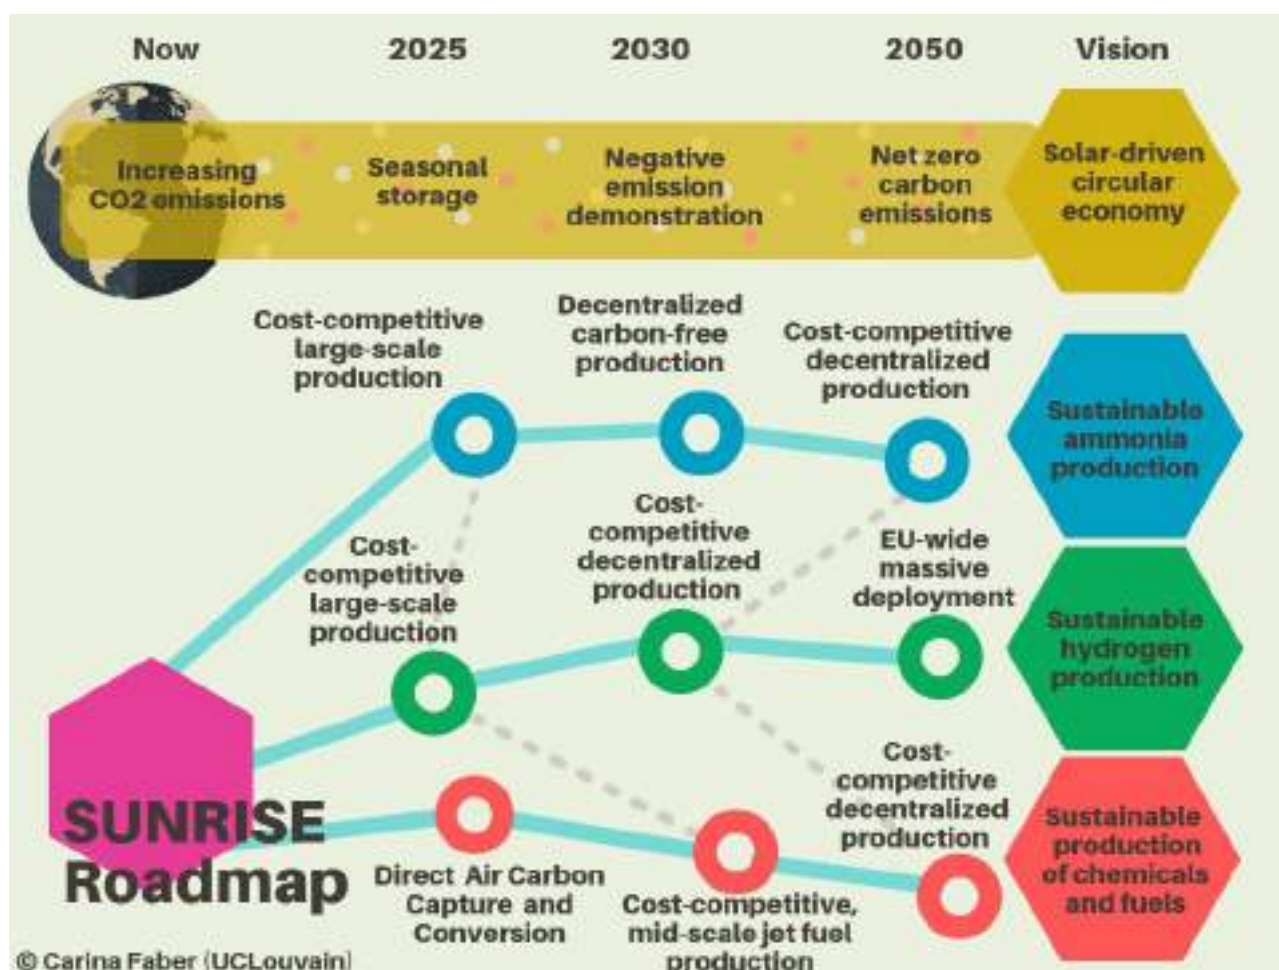 Now
2025
2030
2050
Vision
Increasing
CO2 emissions
Seasonal
storage
Negative
emission
demonstration
Net zero
carbon
emissions
Solar-driven
circular
economy
Cost-competitive
large-scale
production
Decentralized
carbon-free
production
Cost-competitive
decentralized
production
Sustainable
ammonia
production
Cost-
competitive
large-scale
production
Cost-
competitive
decentralized
production
EU-wide
massive
deployment
Sustainable
hydrogen
production
SUNRISE
Roadmap
Direct Air Carbon
Capture and
Conversion
Cost-competitive,
mid-scale jet fuel
production
Cost-
competitive
decentralized
production
Sustainable
production
of chemicals
and fuels
© Carina Faber (UCLouvain)